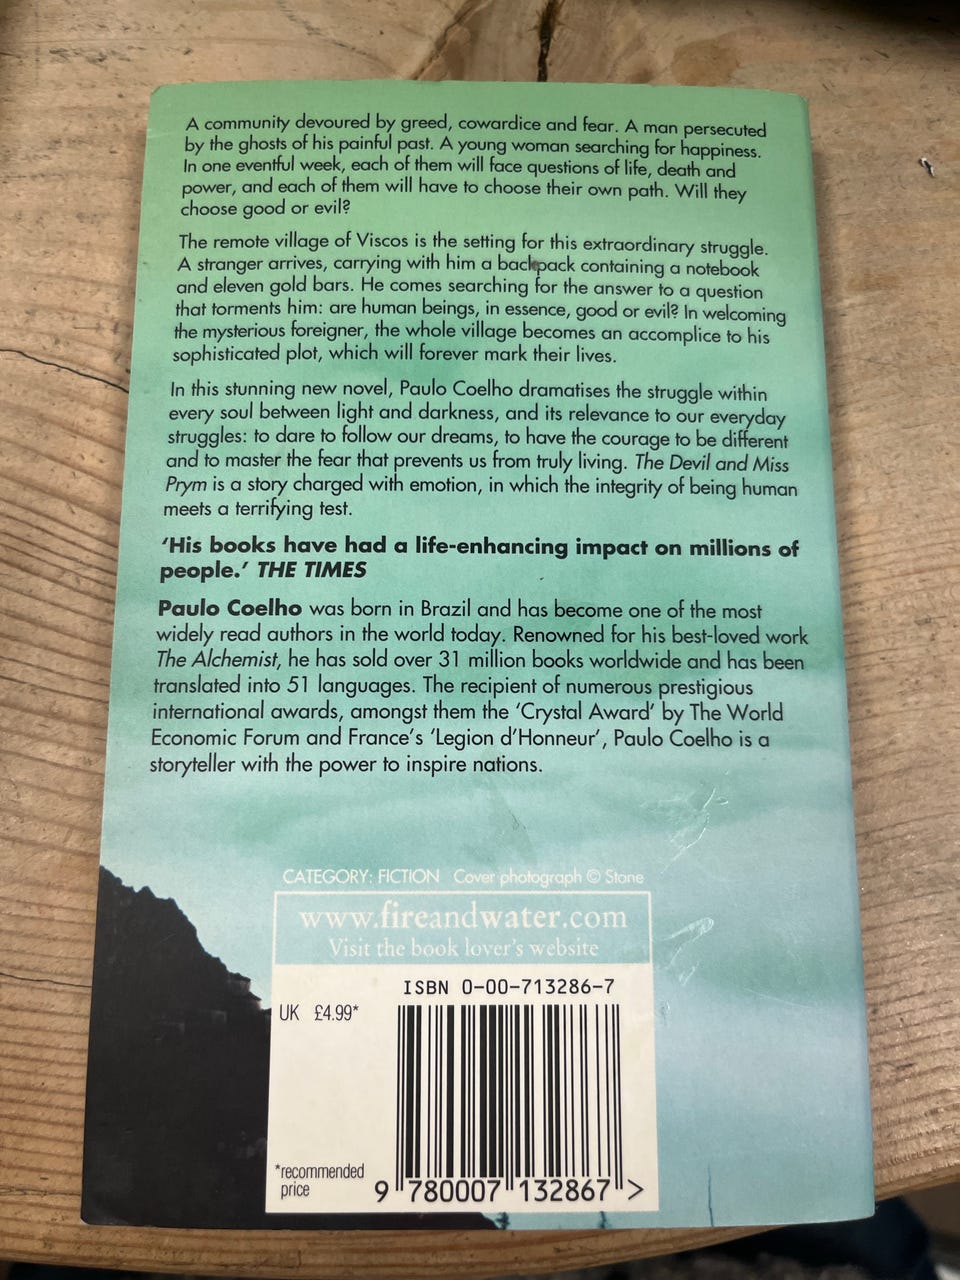 A community devoured by greed, cowardice and fear. A man persecuted
by the ghosts of his painful past. A young woman searching for happiness.
In one eventful week, each of them will face questions of life, death and
power, and each of them will have to choose their own path. Will they
choose good or evil?
The remote village of Viscos is the setting for this extraordinary struggle.
A stranger arrives, carrying with him a backpack containing a notebook
and eleven gold bars. He comes searching for the answer to a question
that torments him: are human beings, in essence, good or evil? In welcoming
the mysterious foreigner, the whole village becomes an accomplice to his
sophisticated plot, which will forever mark their lives.
In this stunning new novel, Paulo Coelho dramatises the struggle within
every soul between light and darkness, and its relevance to our everyday
struggles: to dare to follow our dreams, to have the courage to be different
and to master the fear that prevents us from truly living. The Devil and Miss
Prym is a story charged with emotion, in which the integrity of being human
meets a terrifying test.
‘His books have had a life-enhancing impact on millions of
people.’ THE TIMES
Paulo Coelho was born in Brazil and has become one of the most
widely read authors in the world today. Renowned for his best-loved work
The Alchemist, he has sold over 31 million books worldwide and has been
translated into 51 languages. The recipient of numerous prestigious
international awards, amongst them the ‘Crystal Award’ by The World
Economic Forum and France’s ‘Legion d’Honneur’, Paulo Coelho is a
storyteller with the power to inspire nations.
CATEGORY: FICTION Cover photograph © Stone
www.fireandwater.com
Visit the book lover’s website
ISBN 0-00-713286-7
UK £4.99*
*recommended
price
9 780007 132867 >